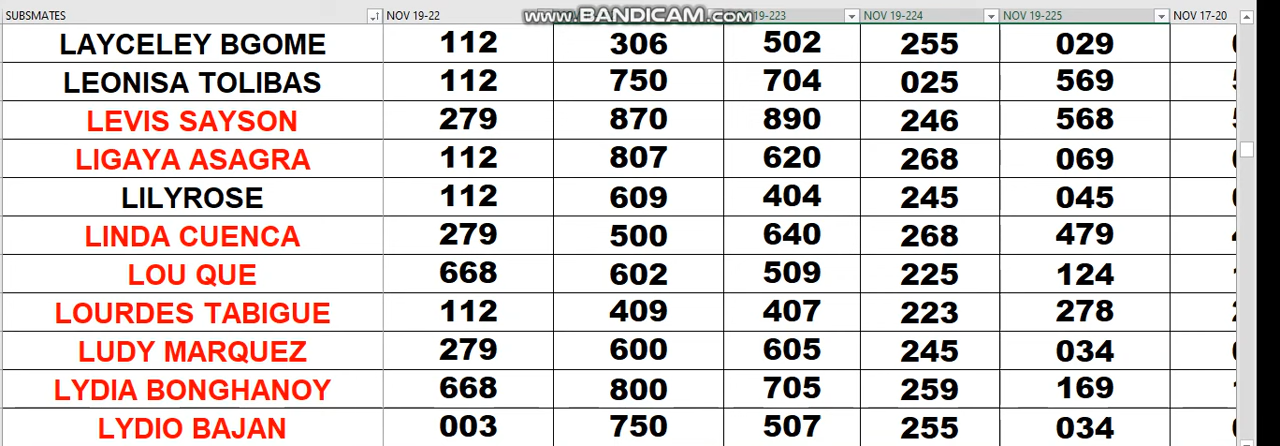 SUBSMATES NOV 19-22 www.BANDICAM.com 19-223 NOV 19-224 NOV 19-225 NOV 17-20
LAYCELEY BGOME 112 306 502 255 029
LEONISA TOLIBAS 112 750 704 025 569
LEVIS SAYSON 279 870 890 246 568
LIGAYA ASAGRA 112 807 620 268 069
LILYROSE 112 609 404 245 045
LINDA CUENCA 279 500 640 268 479
LOU QUE 668 602 509 225 124
LOURDES TABIGUE 112 409 407 223 278
LUDY MARQUEZ 279 600 605 245 034
LYDIA BONGHANOY 668 800 705 259 169
LYDIO BAJAN 003 750 507 255 034